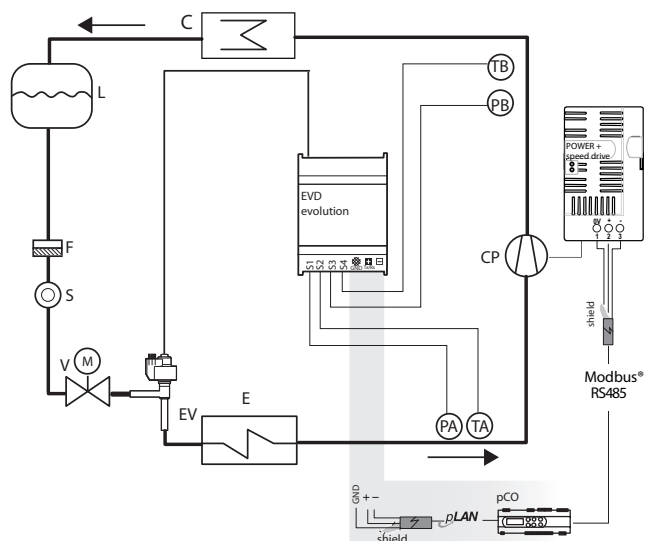 C
TB
L
PB
POWER +
speed drive
EVD
evolution
0V + -
1 2 3
F
S1 S2 S3 S4 GND Tx/Rx
CP
S
shield
V
M
Modbus®
RS485
E
EV
PA TA
GND + -
pCO
pLAN
shield